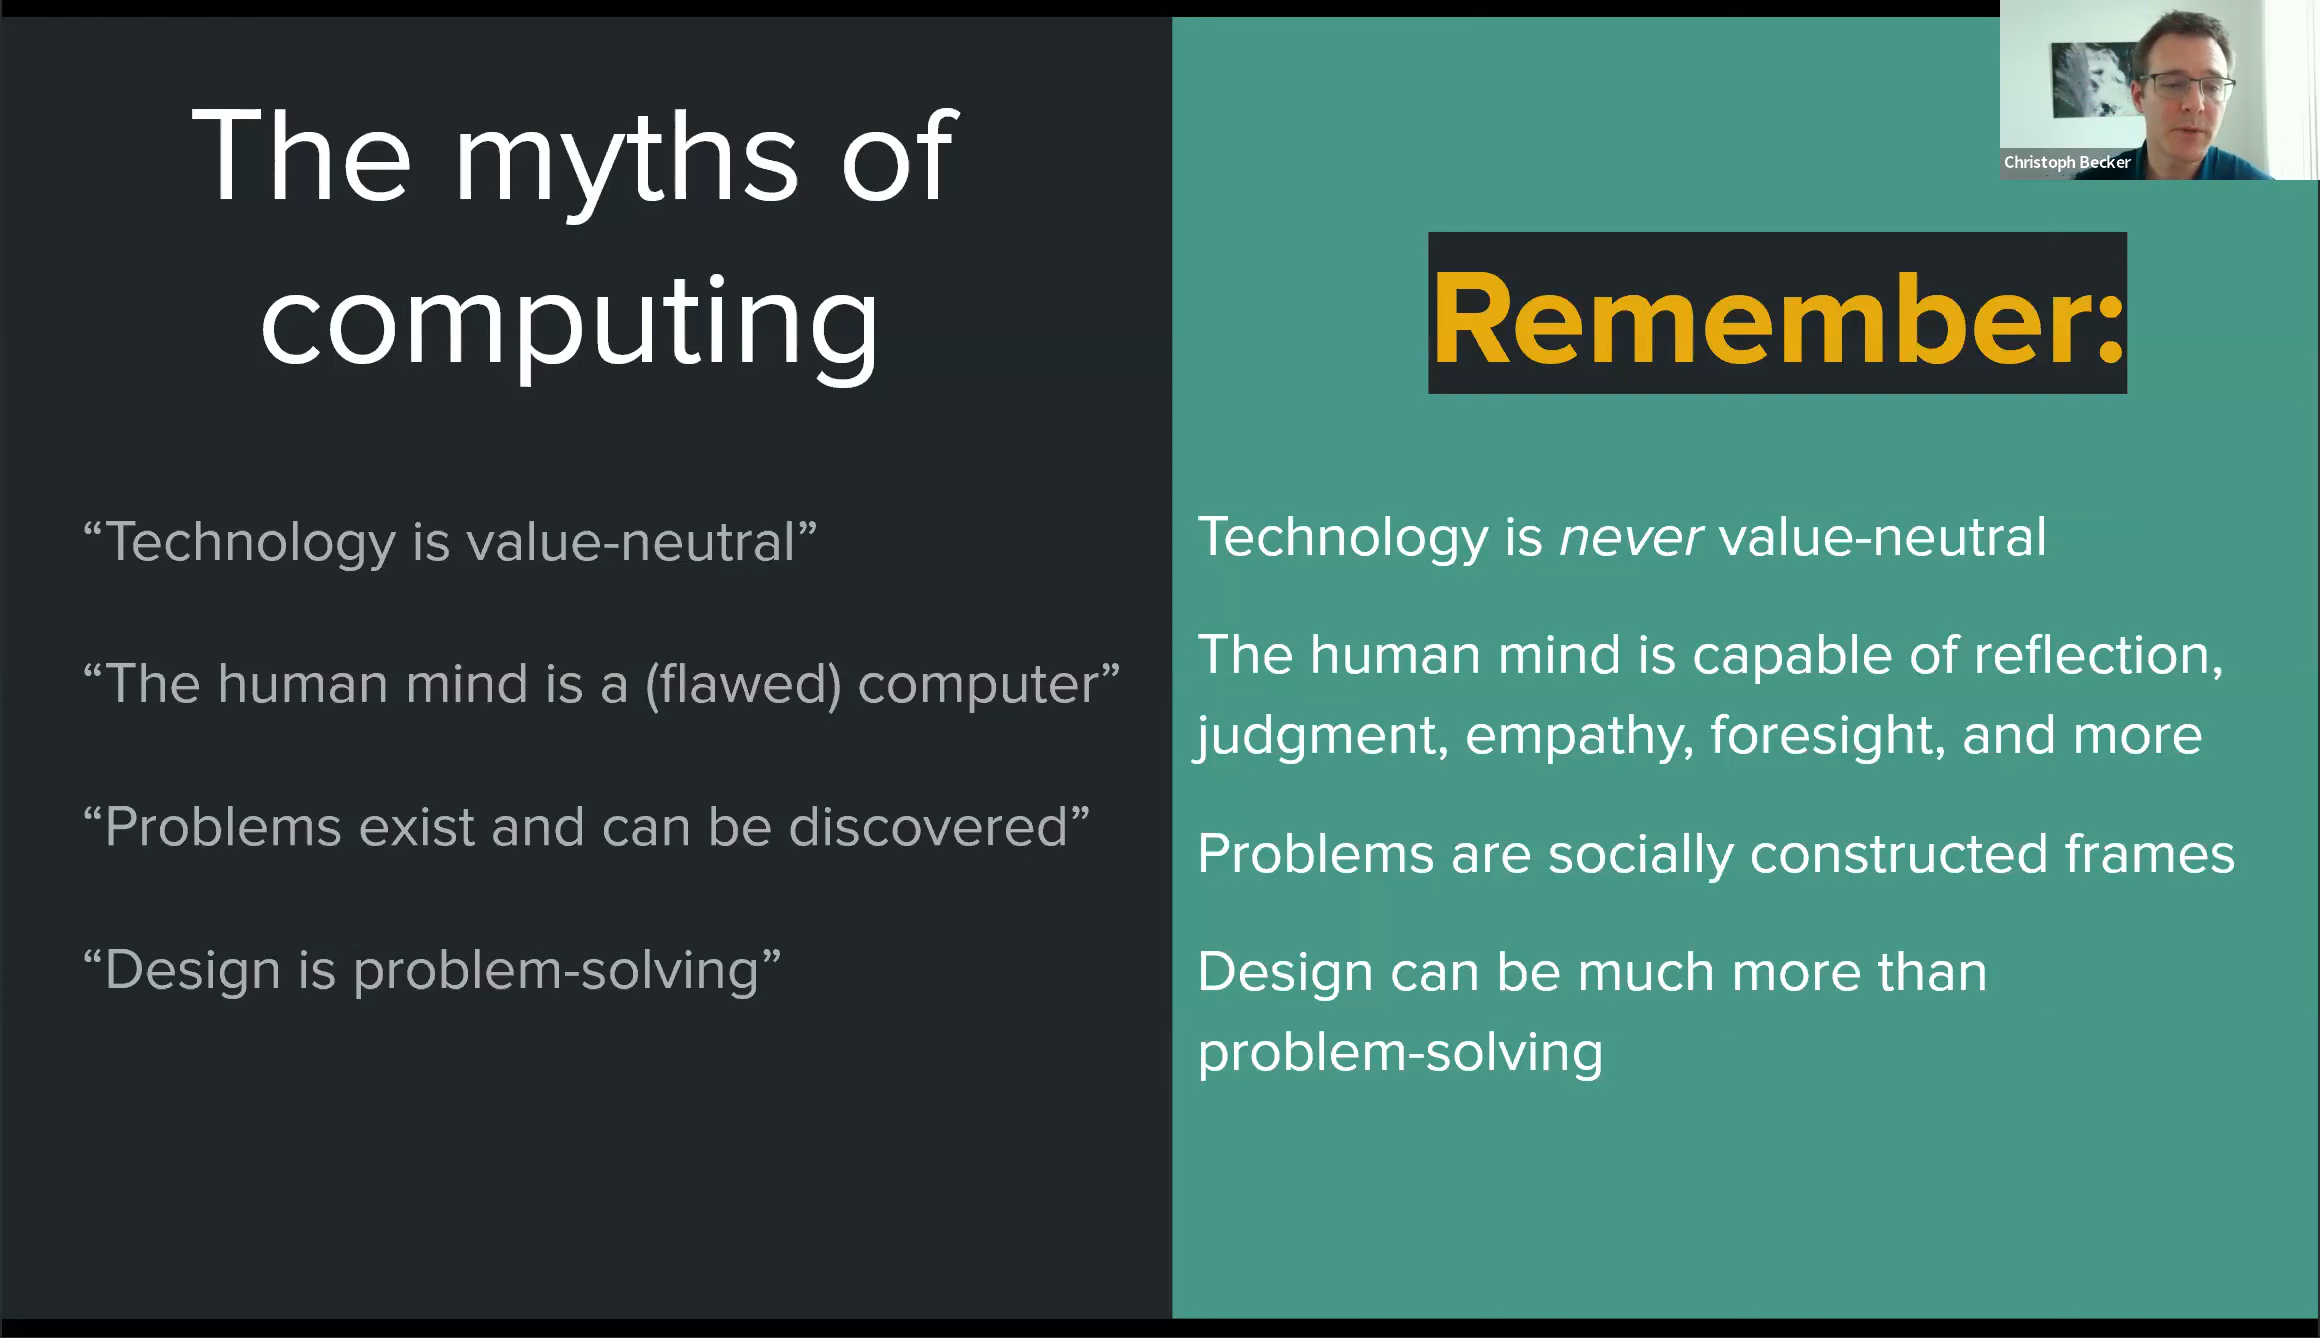 The myths of
computing
“Technology is value-neutral”
“The human mind is a (flawed) computer”
“Problems exist and can be discovered”
“Design is problem-solving”
Christoph Becker
Remember:
Technology is never value-neutral
The human mind is capable of reflection,
judgment, empathy, foresight, and more
Problems are socially constructed frames
Design can be much more than
problem-solving